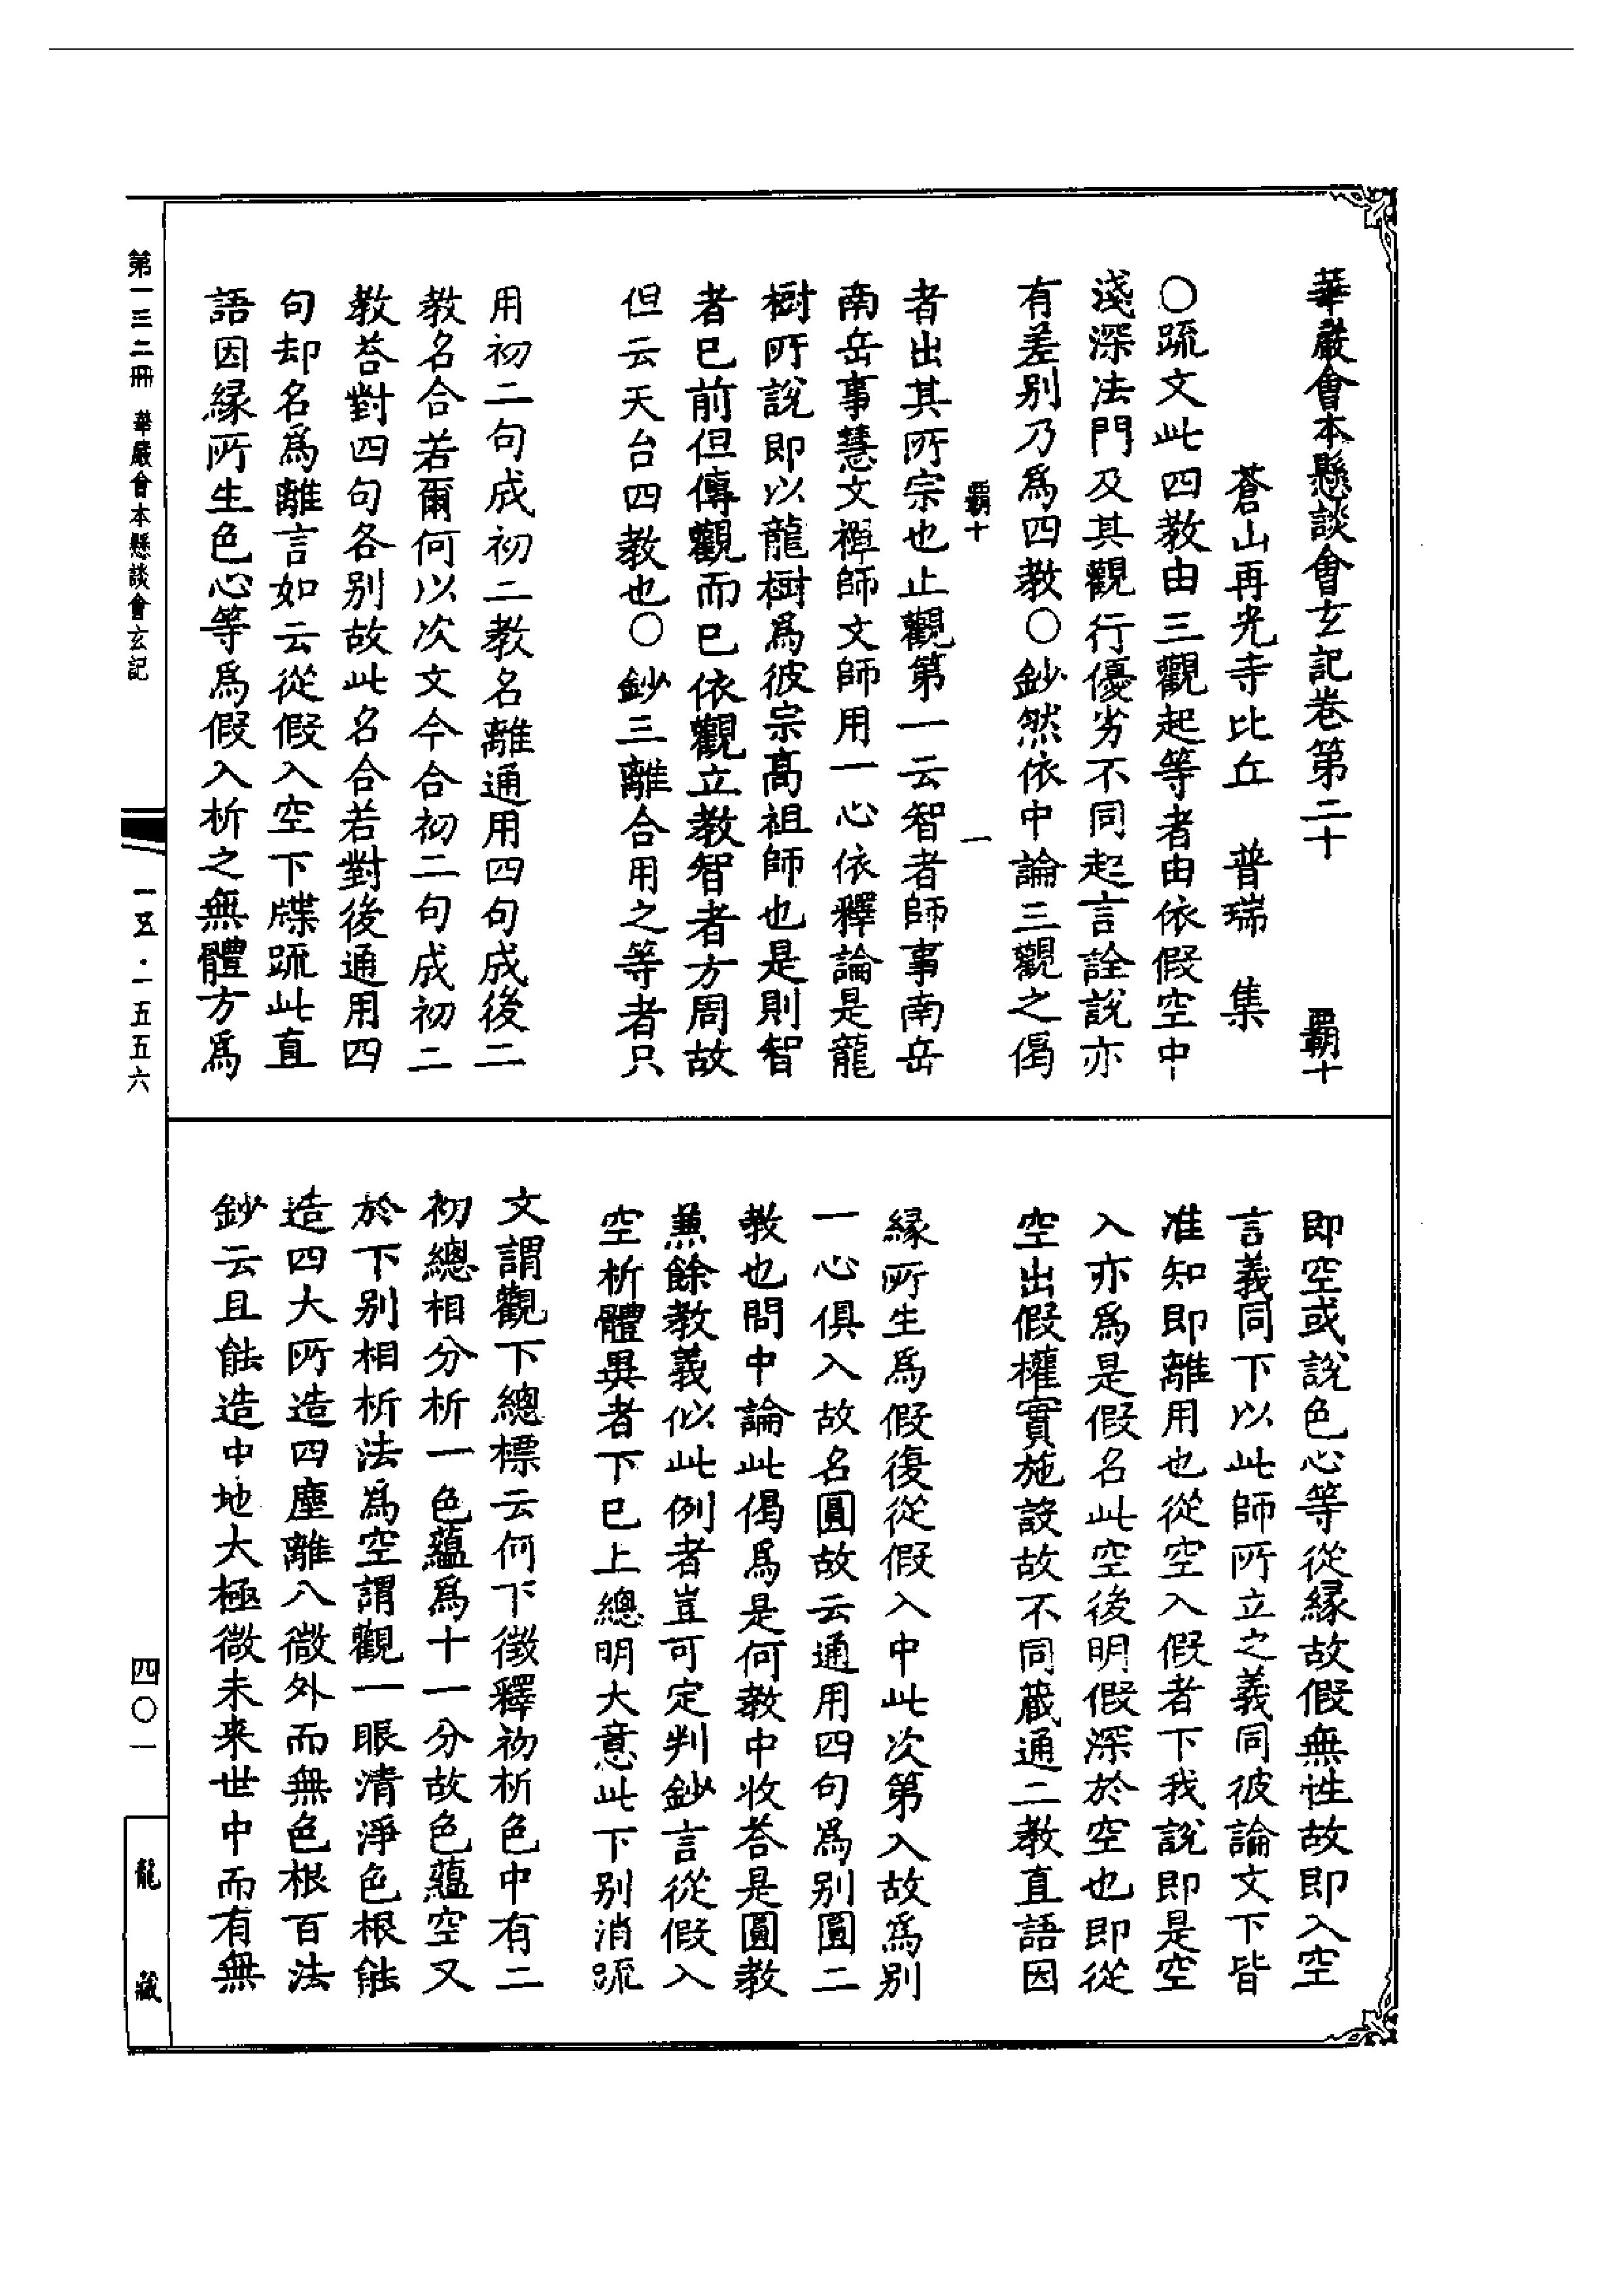 華嚴會本懸談會玄記卷第二十　霸十
蒼山再光寺比丘　普瑞　集
○疏文此四教由三觀起等者由依假空中
淺深法門及其觀行優劣不同起言詮說亦
有差别乃爲四教○鈔然依中論三觀之偈
霸十　一
者出其所宗也止觀第一云智者師事南岳
南岳事慧文禪師文師用一心依釋論是龍
樹所說即以龍樹爲彼宗高祖師也是則智
者巳前但傳觀而巳依觀立教智者方周故
但云天台四教也○鈔三離合用之等者只
用初二句成初二教名離通用四句成後二
教名合若爾何以次文今合初二句成初二
教荅對四句各别故此名合若對後通用四
句却名爲離言如云從假入空下牒疏此直
語因縁所生色心等爲假入析之無體方爲
即空或說色心等從縁故假無性故即入空
言義同下以此師所立之義同彼論文下皆
准知即離用也從空入假者下我說即是空
入亦爲是假名此空後明假深於空也即從
空出假權實施設故不同蔵通二教直語因
縁所生爲假復從假入中此次第入故爲别
一心俱入故名圓故云通用四句爲别圓二
教也問中論此偈爲是何教中收荅是圓教
兼餘教義似此例者豈可定判鈔言從假入
空析體異者下巳上總明大意此下别消疏
文謂觀下總標云何下徴釋初析色中有二
初總相分析一色蘊爲十一分故色蘊空又
於下别相析法爲空謂觀一眼清淨色根能
造四大所造四塵離八微外而無色根百法
鈔云且能造中地大極微未来世中而有無
第一三二冊　華嚴會本懸談會玄記
一五·一五五六
四〇一
龍藏